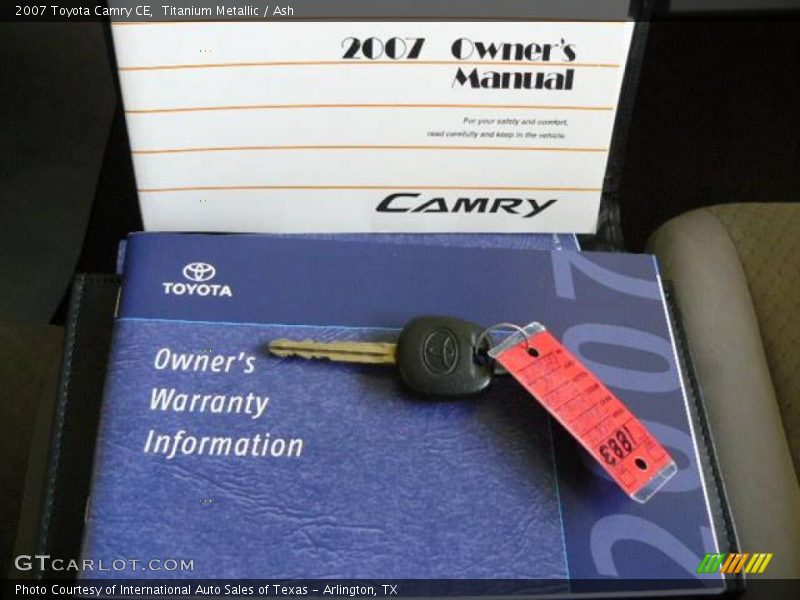 2007 Toyota Camry CE,  Titanium Metallic / Ash
2007 Owner's
Manual
For your safety and comfort,
read carefully and keep in the vehicle.
CAMRY
TOYOTA
2007
Owner's
Warranty
Information
1883
GTCARLOT.COM
Photo Courtesy of International Auto Sales of Texas - Arlington, TX